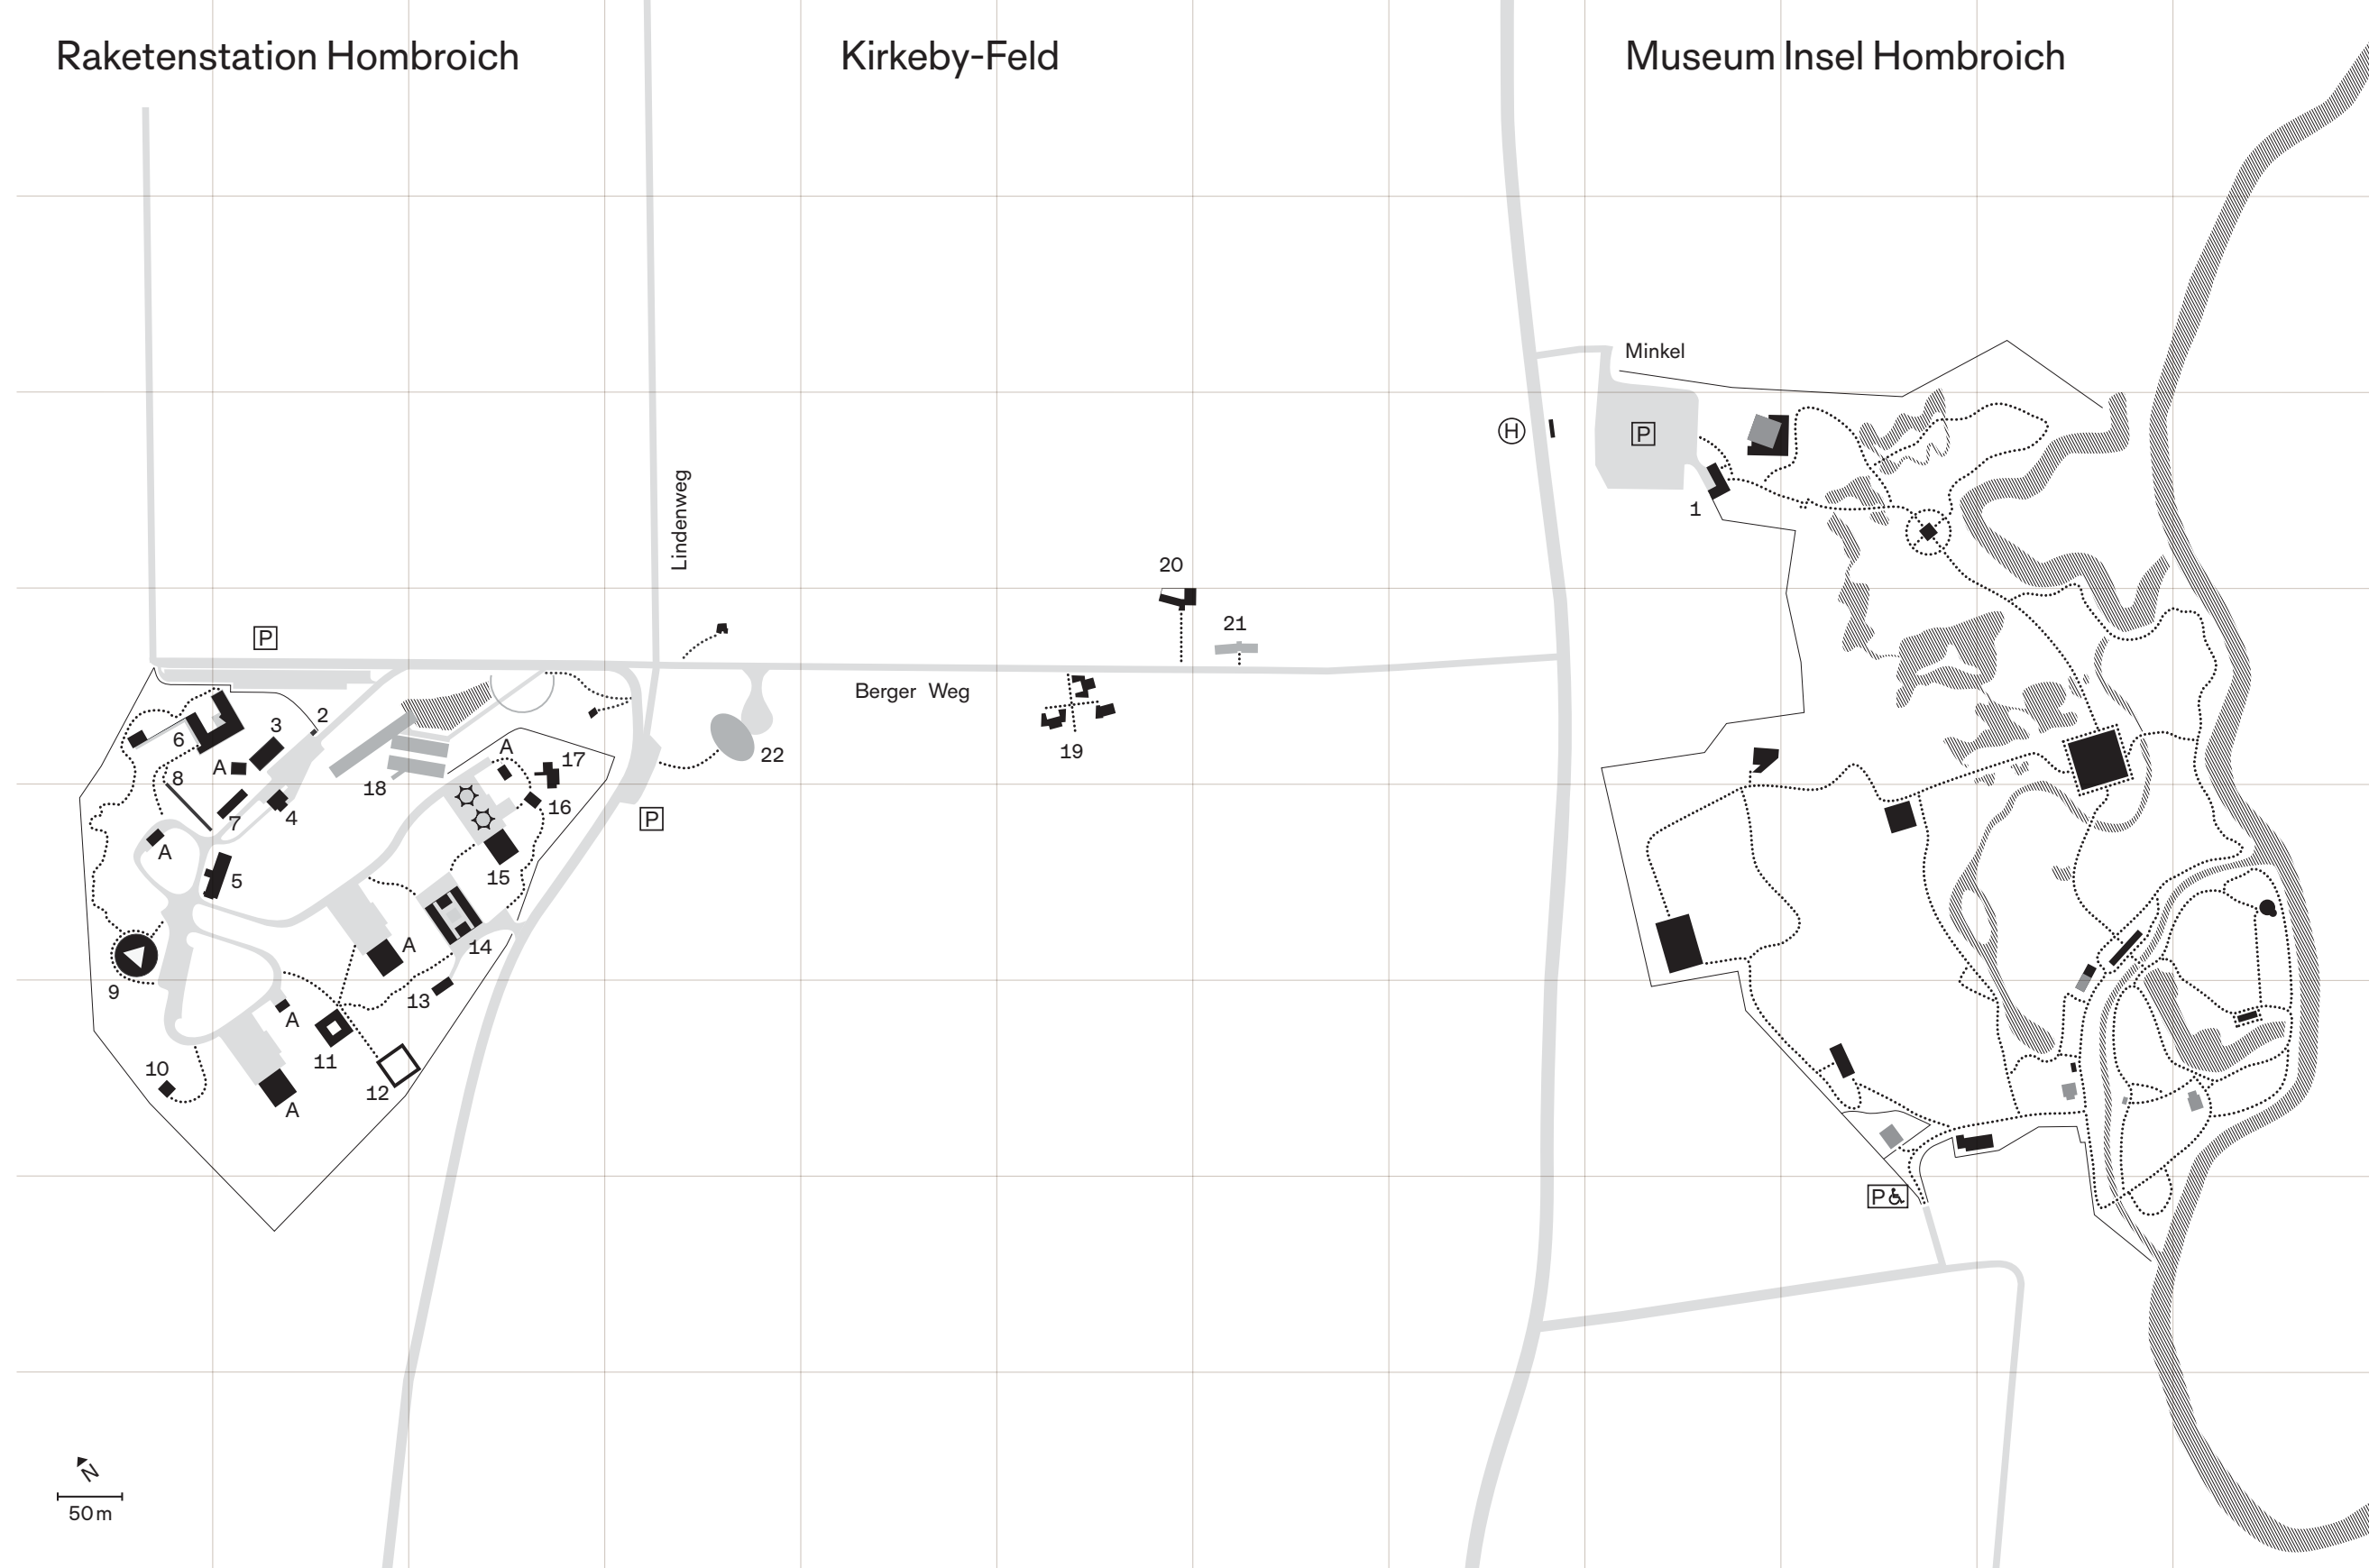 Raketenstation Hombroich
Kirkeby-Feld
Museum Insel Hombroich
Minkel
H
P
1
Lindenweg
20
21
P
Berger Weg
19
22
2
3
6
A
8
7
4
A
5
18
A
17
16
P
15
14
A
13
9
A
11
10
12
A
P
N
50 m